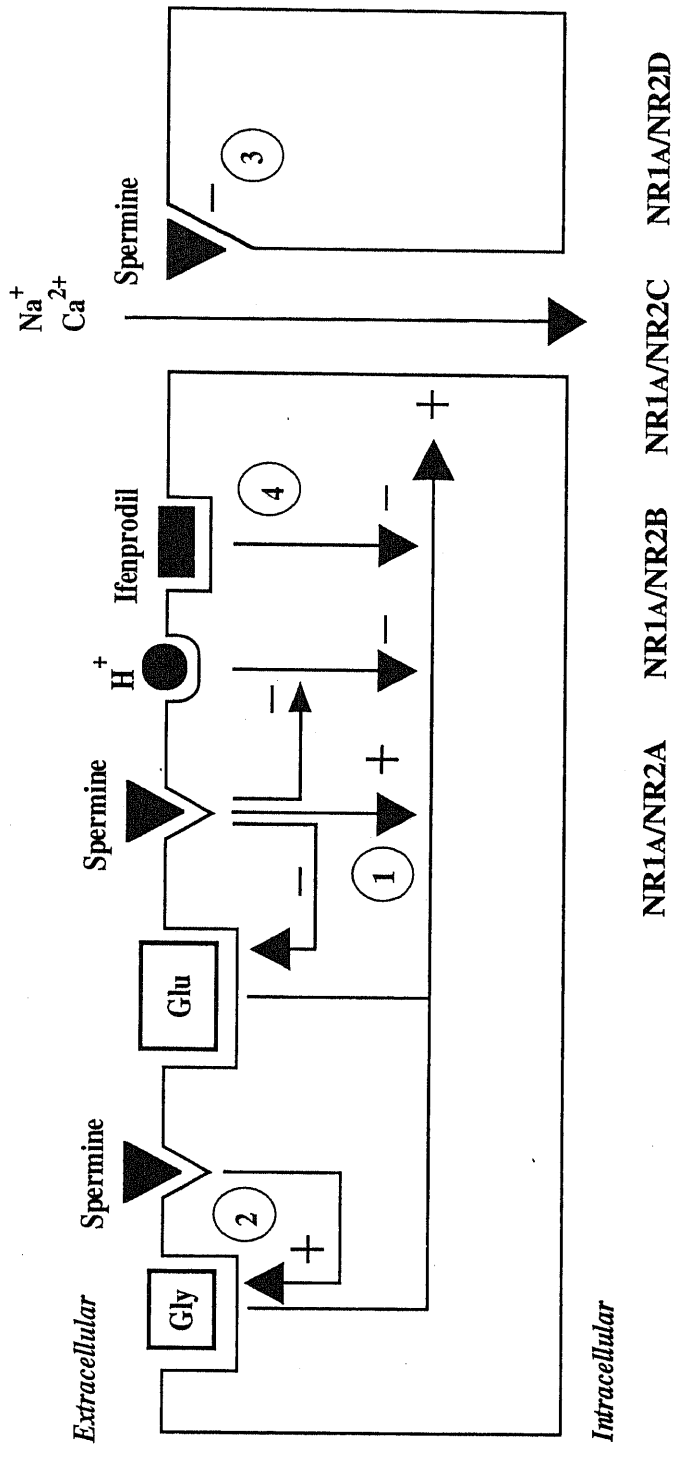 Na+
Ca2+
Extracellular
Spermine
Spermine
H+
Ifenprodil
Spermine
Gly
Glu
2
+
−
1
+
−
−
4
−
+
−
3
Intracellular
NR1A/NR2A
NR1A/NR2B
NR1A/NR2C
NR1A/NR2D